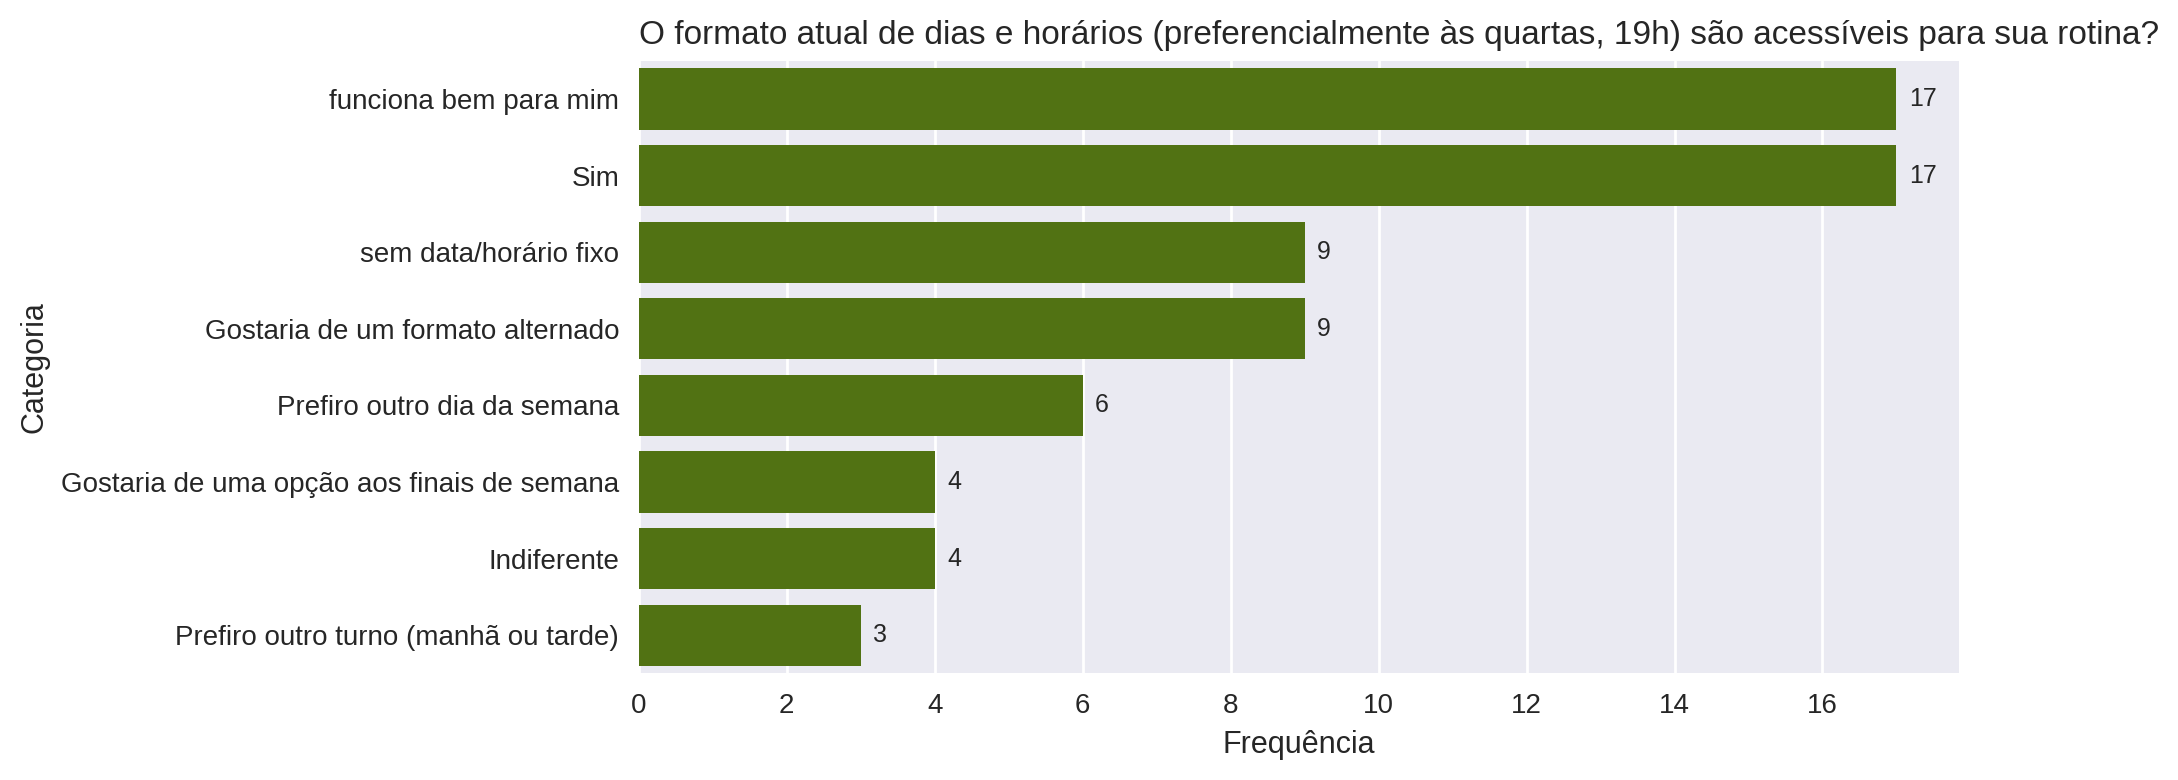 O formato atual de dias e horários (preferencialmente às quartas, 19h) são acessíveis para sua rotina?
funciona bem para mim 17
Sim 17
sem data/horário fixo 9
Gostaria de um formato alternado 9
Prefiro outro dia da semana 6
Gostaria de uma opção aos finais de semana 4
Indiferente 4
Prefiro outro turno (manhã ou tarde) 3
Categoria
0 2 4 6 8 10 12 14 16
Frequência